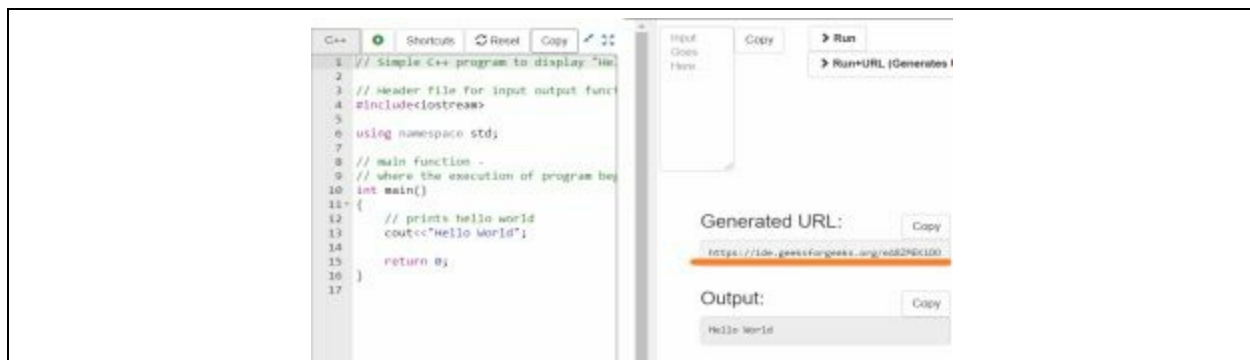 C++ Shortcuts Reset Copy
1 // Simple C++ program to display "He
2
3 // Header file for input output funct
4 #include<iostream>
5
6 using namespace std;
7
8 // main function -
9 // where the execution of program beg
10 int main()
11 {
12 // prints hello world
13 cout<<"Hello World";
14
15 return 0;
16 }
17
Input
Goes
Here
Copy
Run
Run+URL (Generates
Generated URL:
Copy
Output:
Copy
Hello World